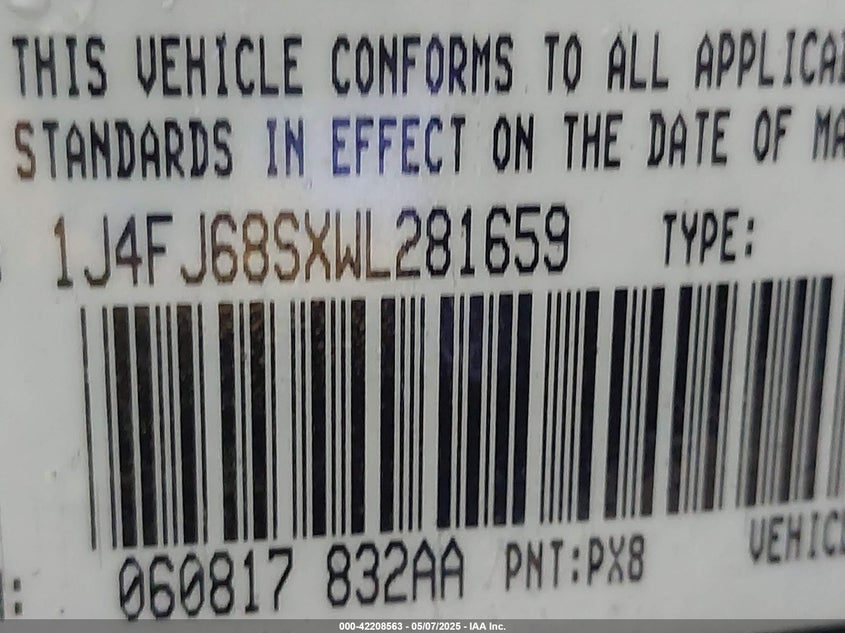 THIS VEHICLE CONFORMS TO ALL APPLICA
STANDARDS IN EFFECT ON THE DATE OF MA
1J4FJ68SXWL281659 TYPE:
060817 832AA PNT:PX8 VEHICL
000-42208563 - 05/07/2025 - IAA Inc.